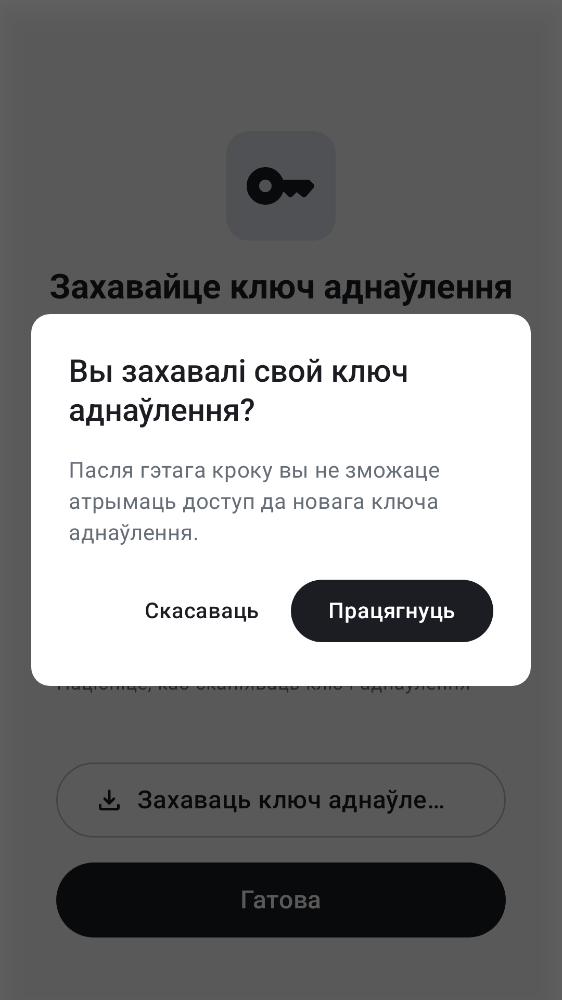 Захавайце ключ аднаўлення
Вы захавалі свой ключ
аднаўлення?
Пасля гэтага кроку вы не зможаце
атрымаць доступ да новага ключа
аднаўлення.
Скасаваць
Працягнуць
Захаваць ключ аднаўле…
Гатова